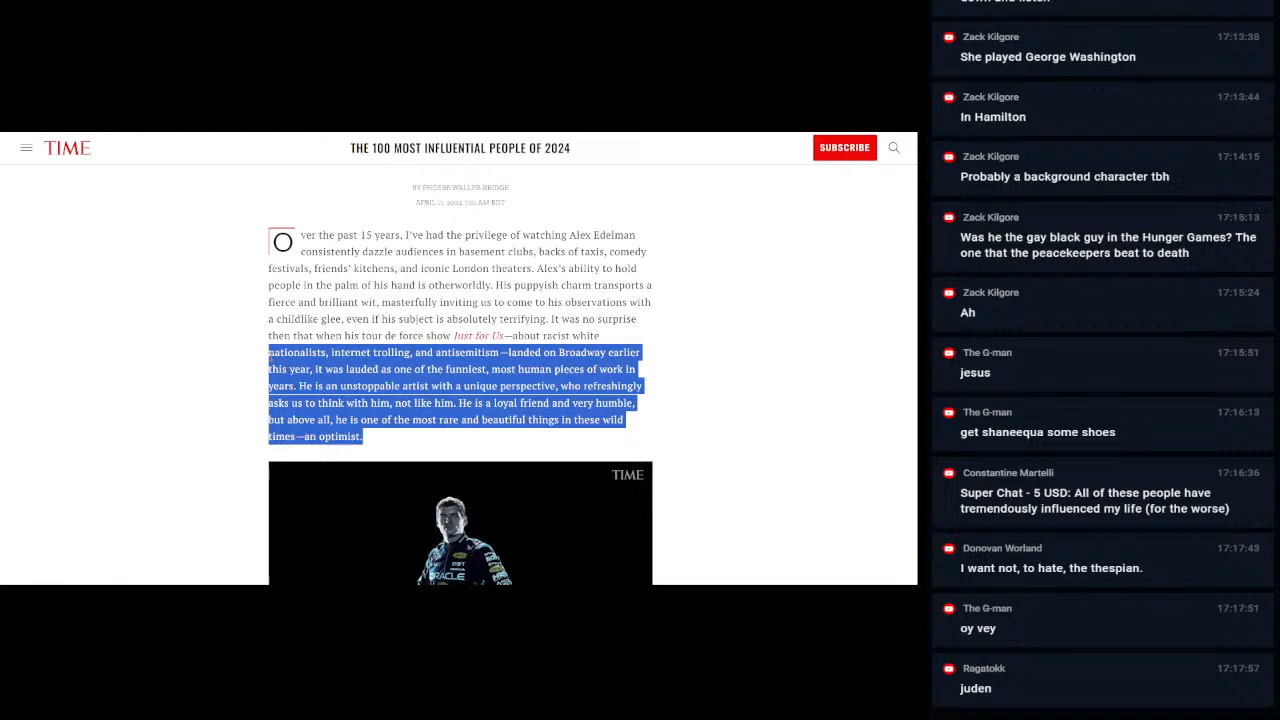 TIME
THE 100 MOST INFLUENTIAL PEOPLE OF 2024
SUBSCRIBE
BY PHOEBE WALLER-BRIDGE
APRIL 17, 2024 7:01 AM EDT
Over the past 15 years, I've had the privilege of watching Alex Edelman
consistently dazzle audiences in basement clubs, backs of taxis, comedy
festivals, friends' kitchens, and iconic London theaters. Alex's ability to hold
people in the palm of his hand is otherworldly. His puppyish charm transports a
fierce and brilliant wit, masterfully inviting us to come to his observations with
a childlike glee, even if his subject is absolutely terrifying. It was no surprise
then that when his tour de force show Just for Us—about racist white
nationalists, internet trolling, and antisemitism—landed on Broadway earlier
this year, it was lauded as one of the funniest, most human pieces of work in
years. He is an unstoppable artist with a unique perspective, who refreshingly
asks us to think with him, not like him. He is a loyal friend and very humble,
but above all, he is one of the most rare and beautiful things in these wild
times—an optimist.
TIME
ORACLE
Zack Kilgore 17:13:38
She played George Washington
Zack Kilgore 17:13:44
In Hamilton
Zack Kilgore 17:14:15
Probably a background character tbh
Zack Kilgore 17:15:13
Was he the gay black guy in the Hunger Games? The
one that the peacekeepers beat to death
Zack Kilgore 17:15:24
Ah
The G-man 17:15:51
jesus
The G-man 17:16:13
get shaneequa some shoes
Constantine Martelli 17:16:36
Super Chat - 5 USD: All of these people have
tremendously influenced my life (for the worse)
Donovan Worland 17:17:43
I want not, to hate, the thespian.
The G-man 17:17:51
oy vey
Ragatokk 17:17:57
juden